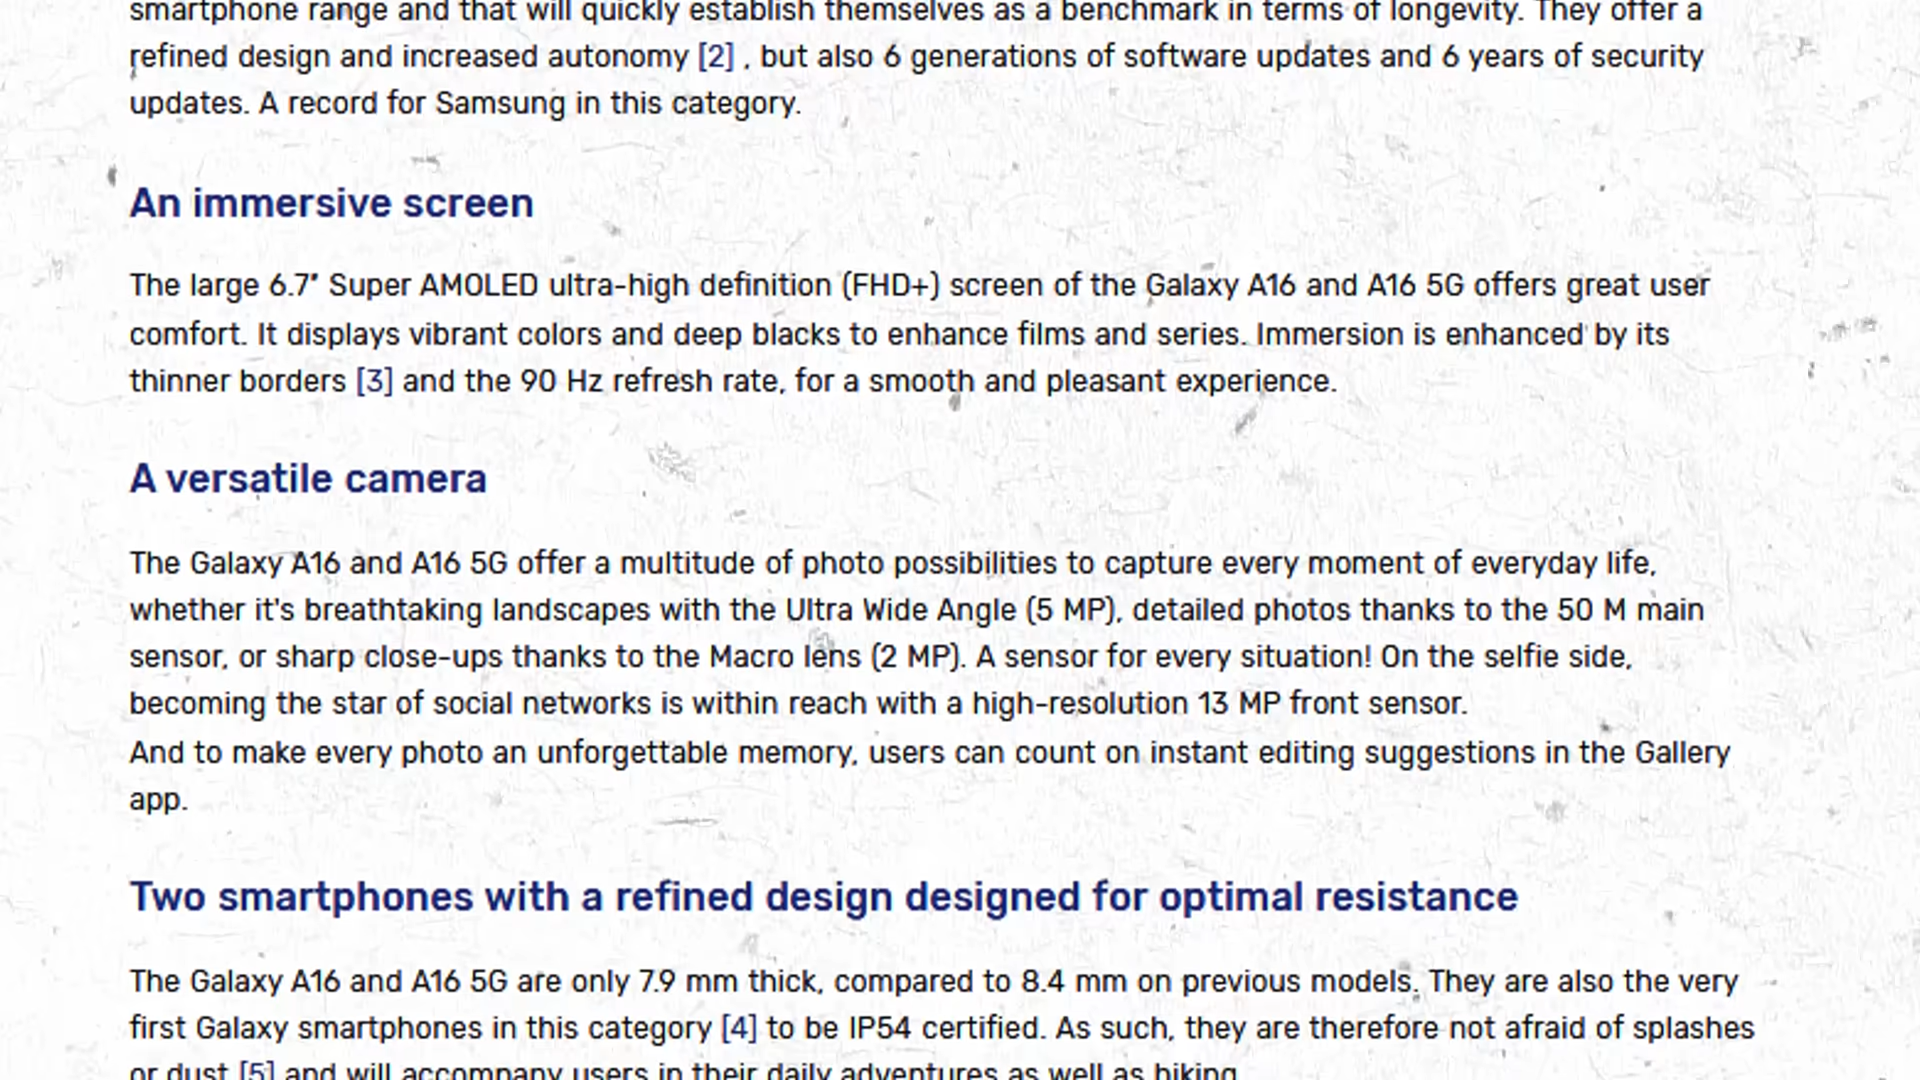 smartphone range and that will quickly establish themselves as a benchmark in terms of longevity. They offer a
refined design and increased autonomy [2] , but also 6 generations of software updates and 6 years of security
updates. A record for Samsung in this category.
An immersive screen
The large 6.7" Super AMOLED ultra-high definition (FHD+) screen of the Galaxy A16 and A16 5G offers great user
comfort. It displays vibrant colors and deep blacks to enhance films and series. Immersion is enhanced by its
thinner borders [3] and the 90 Hz refresh rate, for a smooth and pleasant experience.
A versatile camera
The Galaxy A16 and A16 5G offer a multitude of photo possibilities to capture every moment of everyday life,
whether it's breathtaking landscapes with the Ultra Wide Angle (5 MP), detailed photos thanks to the 50 M main
sensor, or sharp close-ups thanks to the Macro lens (2 MP). A sensor for every situation! On the selfie side,
becoming the star of social networks is within reach with a high-resolution 13 MP front sensor.
And to make every photo an unforgettable memory, users can count on instant editing suggestions in the Gallery
app.
Two smartphones with a refined design designed for optimal resistance
The Galaxy A16 and A16 5G are only 7.9 mm thick, compared to 8.4 mm on previous models. They are also the very
first Galaxy smartphones in this category [4] to be IP54 certified. As such, they are therefore not afraid of splashes
or dust [5] and will accompany users in their daily adventures as well as hiking.